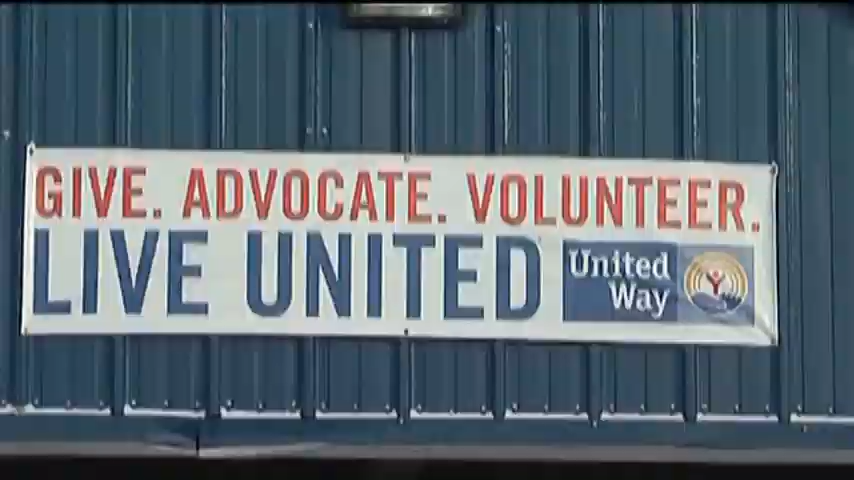 GIVE. ADVOCATE. VOLUNTEER.
LIVE UNITED
United
Way